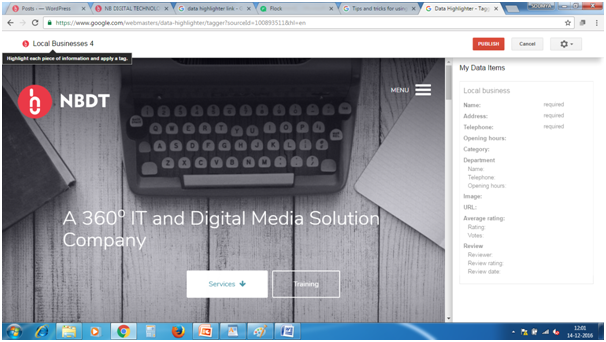 Posts ‹ — WordPress
NB DIGITAL TECHNOLO
data highlighter link -
Flock
Tips and tricks for using
Data Highlighter - Tagg
https://www.google.com/webmasters/data-highlighter/tagger?sourceid=100893511&hl=en
Local Businesses 4
PUBLISH
Cancel
Highlight each piece of information and apply a tag.
My Data Items
NBDT
MENU
Q W E R T Y U I O P
A S D F G H J K L
Z X C V B N M
A 360° IT and Digital Media Solution
Company
Services
Training
Local business
Name: required
Address: required
Telephone: required
Opening hours:
Category:
Department
Name:
Telephone:
Opening hours:
Image:
URL:
Average rating:
Rating:
Votes:
Review
Reviewer:
Review rating:
Review date:
12:01
14-12-2016